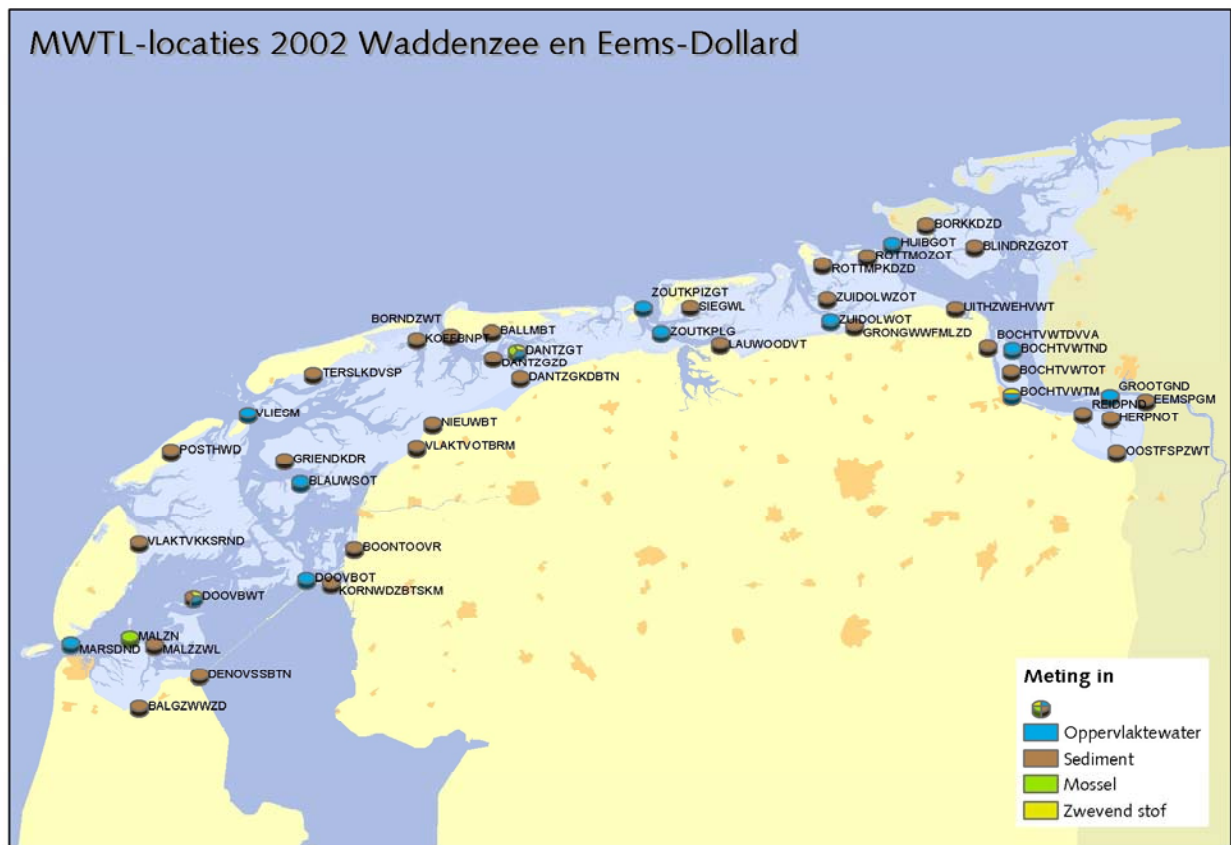 MWTL-locaties 2002 Waddenzee en Eems-Dollard
BORKKDZD
HUIBGOT
BLINDRZGZOT
ROTTMOZOT
ROTTMPKDZD
ZOUTKPIZGT
SIEGWL
ZUIDOLWZOT
UITHZWEHVWT
BORNDZWT
KOFFBNPT
BALLMBT
ZOUTKPLG
ZUIDOLWOT
GRONGWWFMLZD
LAUWOODVT
BOCHTVWTDVVA
BOCHTVWTND
DANTZGT
DANTZGZD
DANTZGKDBTN
TERSLKDVSP
BOCHTVWTOT
BOCHTVWTM
GROOTGND
EEMSPGM
REIDPND
HERPNOT
VLIESM
NIEUWBT
VLAKTVOTBRM
OOSTFSPZWT
POSTHWD
GRIENDKDR
BLAUWSOT
VLAKTVKKSRND
BOONTOOVR
DOOVBOT
KORNWDZBTSKM
DOOVBWT
MALZN
MARSDND
MALZZWL
DENOVSSBTN
BALGZWWZD
Meting in
Oppervlaktewater
Sediment
Mossel
Zwevend stof